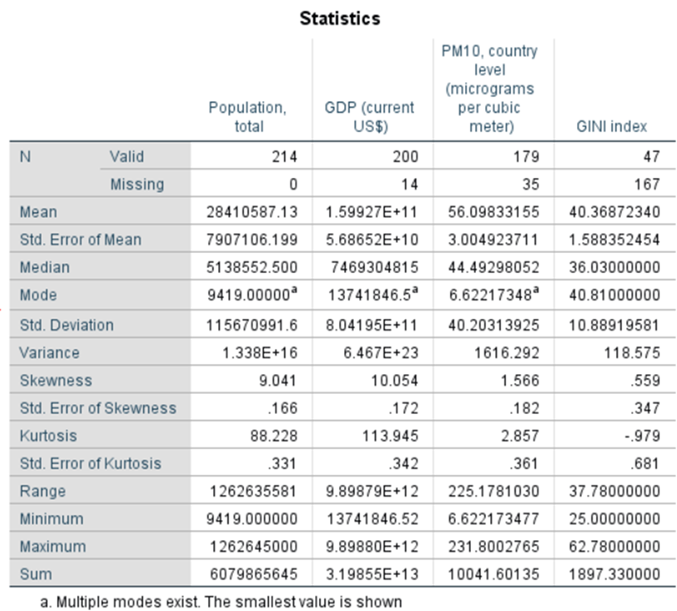 Statistics
Population, total GDP (current US$) PM10, country level (micrograms per cubic meter) GINI index
N Valid 214 200 179 47
Missing 0 14 35 167
Mean 28410587.13 1.59927E+11 56.09833155 40.36872340
Std. Error of Mean 7907106.199 5.68652E+10 3.004923711 1.588352454
Median 5138552.500 7469304815 44.49298052 36.03000000
Mode 9419.00000a 13741846.5a 6.62217348a 40.81000000
Std. Deviation 115670991.6 8.04195E+11 40.20313925 10.88919581
Variance 1.338E+16 6.467E+23 1616.292 118.575
Skewness 9.041 10.054 1.566 .559
Std. Error of Skewness .166 .172 .182 .347
Kurtosis 88.228 113.945 2.857 -.979
Std. Error of Kurtosis .331 .342 .361 .681
Range 1262635581 9.89879E+12 225.1781030 37.78000000
Minimum 9419.000000 13741846.52 6.622173477 25.00000000
Maximum 1262645000 9.89880E+12 231.8002765 62.78000000
Sum 6079865645 3.19855E+13 10041.60135 1897.330000
a. Multiple modes exist. The smallest value is shown